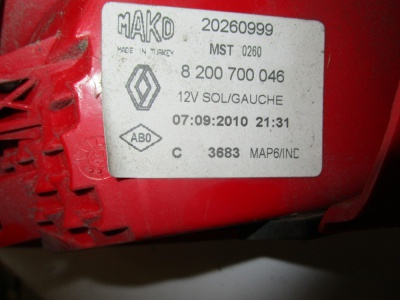 MAKO 20260999
MADE IN TURKEY MST 0260
8 200 700 046
12V SOL/GAUCHE
07:09:2010 21:31
AB0
C 3683 MAP6/IND